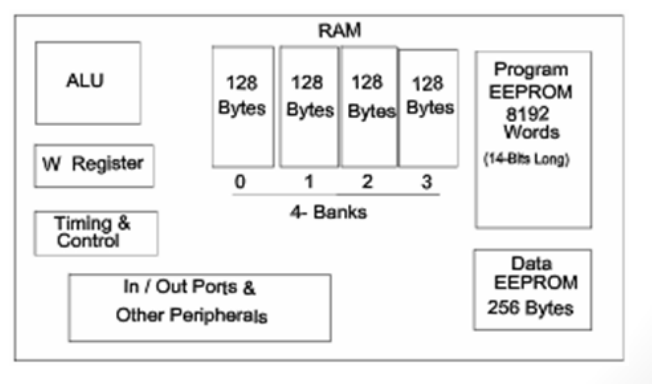 RAM
ALU
W Register
Timing &
Control
128
Bytes
128
Bytes
128
Bytes
128
Bytes
0 1 2 3
4- Banks
Program
EEPROM
8192
Words
(14-Bits Long)
Data
EEPROM
256 Bytes
In / Out Ports &
Other Peripherals